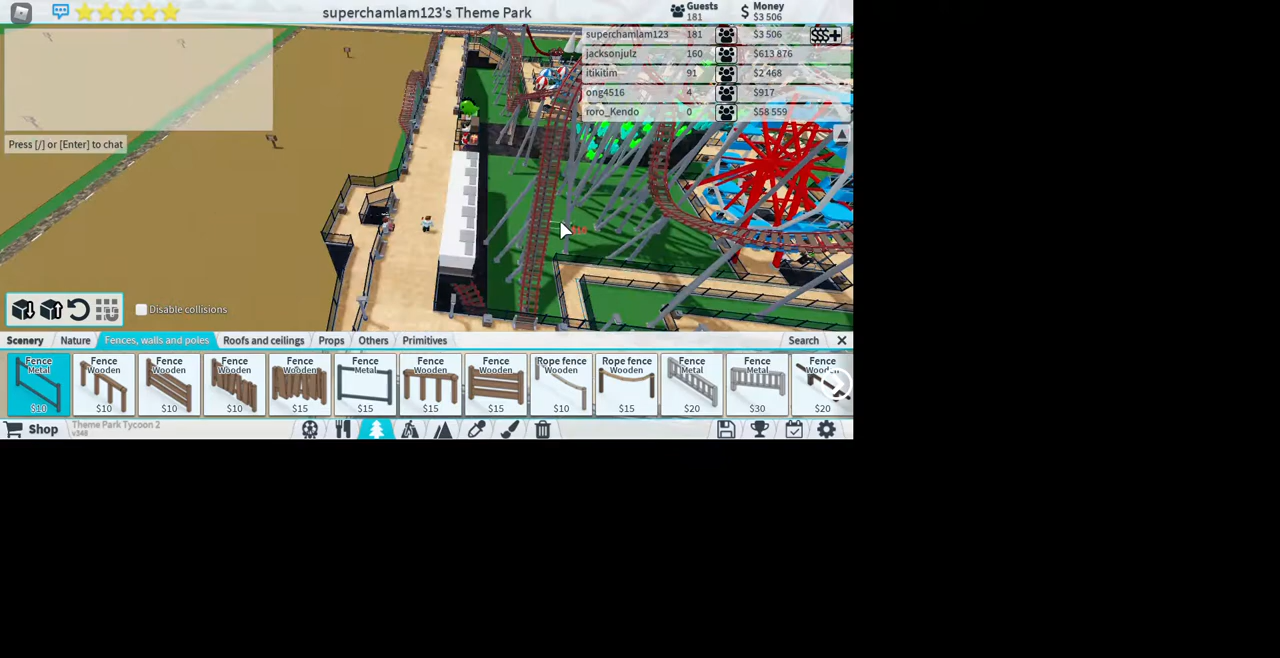 superchamlam123's Theme Park
Guests
181
Money
$3 506
superchamlam123 181 $3 506
jacksonjulz 160 $613 876
itikitim 91 $2 468
ong4516 4 $917
roro_Kendo 0 $58 559
Press [/] or [Enter] to chat
$10
Disable collisions
Scenery Nature Fences, walls and poles Roofs and ceilings Props Others Primitives Search
Fence Metal $10
Fence Wooden $10
Fence Wooden $10
Fence Wooden $10
Fence Wooden $15
Fence Metal $15
Fence Wooden $15
Fence Wooden $15
Rope fence Wooden $10
Rope fence Wooden $15
Fence Metal $20
Fence Metal $30
Fence Wooden $20
Shop
Theme Park Tycoon 2
v348